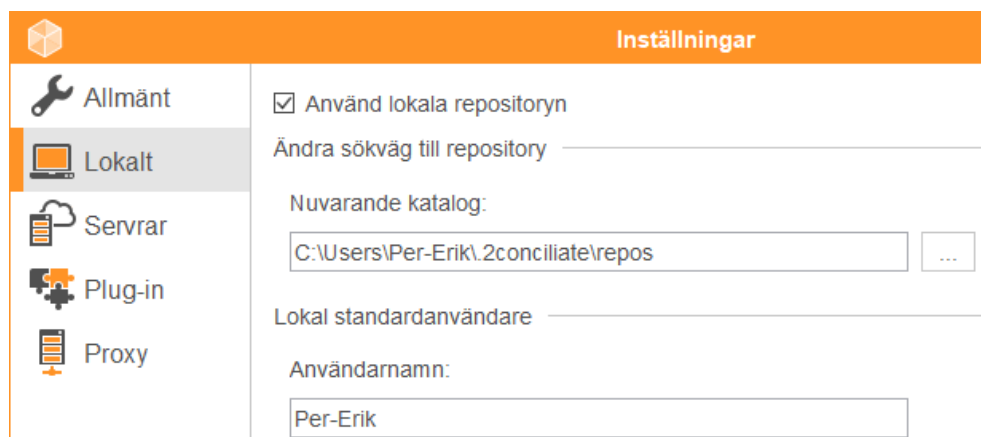 Inställningar
Allmänt
Lokalt
Servrar
Plug-in
Proxy
Använd lokala repositoryn
Ändra sökväg till repository
Nuvarande katalog:
C:\Users\Per-Erik\.2conciliate\repos
...
Lokal standardanvändare
Användarnamn:
Per-Erik